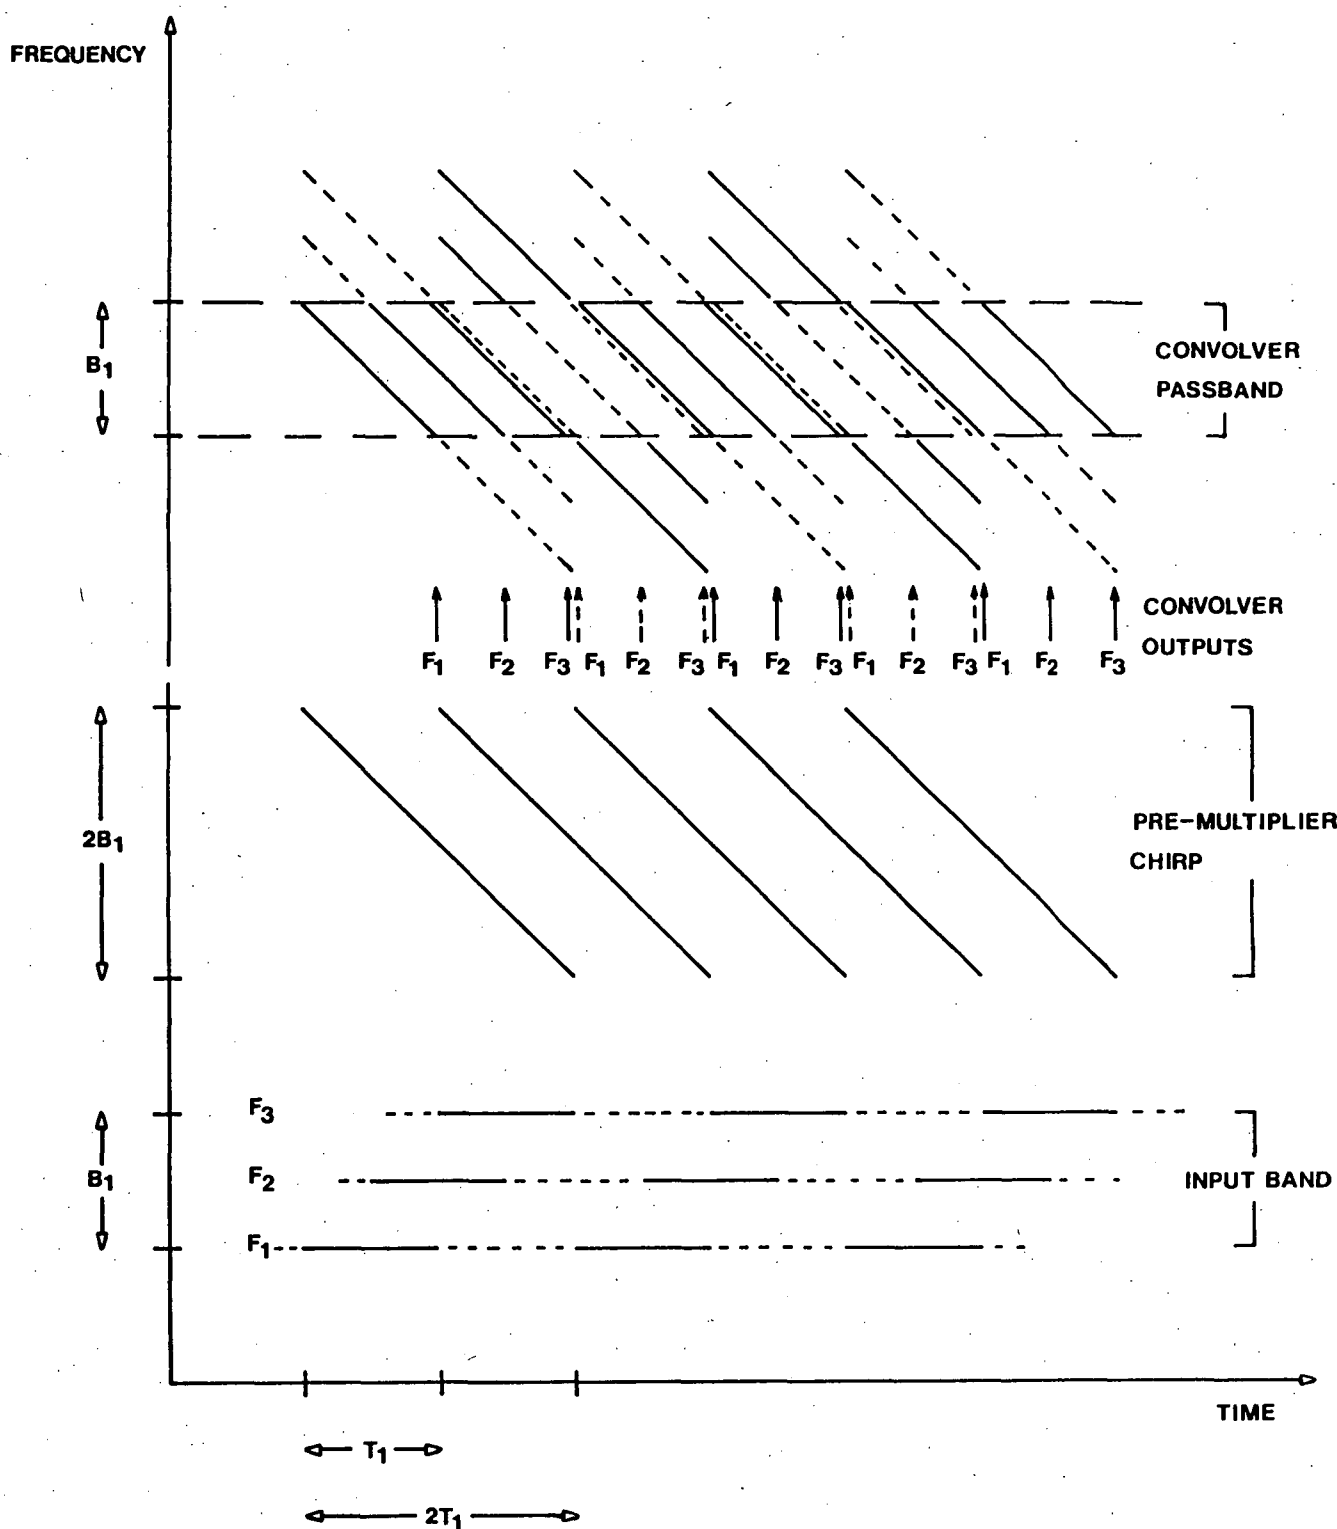 FREQUENCY
B1
CONVOLVER
PASSBAND
CONVOLVER
OUTPUTS
F1 F2 F3 F1 F2 F3 F1 F2 F3 F1 F2 F3 F1 F2 F3
2B1
PRE-MULTIPLIER
CHIRP
F3
B1
F2
INPUT BAND
F1
TIME
T1
2T1